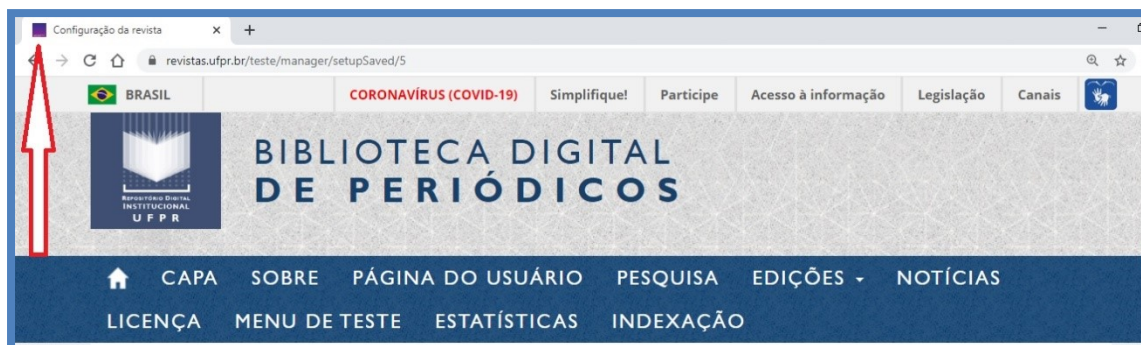 Configuração da revista
revistas.ufpr.br/teste/manager/setupSaved/5
BRASIL CORONAVÍRUS (COVID-19) Simplifique! Participe Acesso à informação Legislação Canais
REPOSITÓRIO DIGITAL
INSTITUCIONAL
UFPR
BIBLIOTECA DIGITAL
DE PERIÓDICOS
CAPA SOBRE PÁGINA DO USUÁRIO PESQUISA EDIÇÕES NOTÍCIAS
LICENÇA MENU DE TESTE ESTATÍSTICAS INDEXAÇÃO